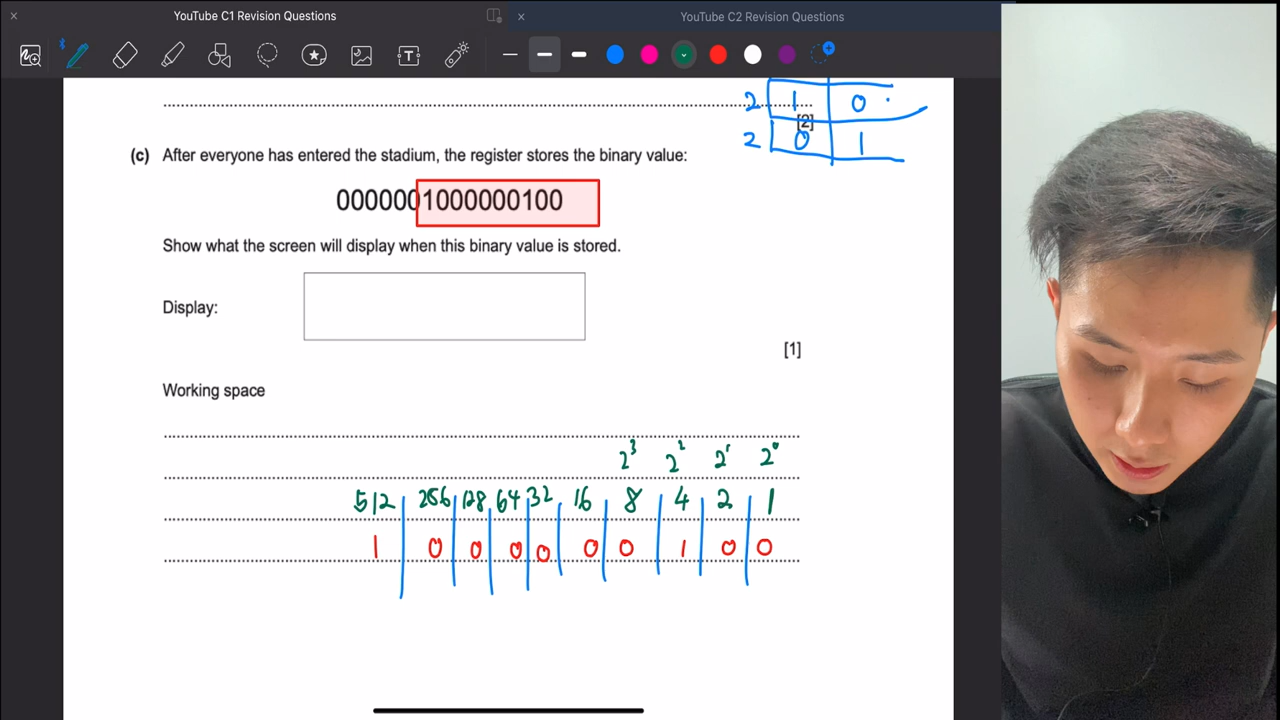 YouTube C1 Revision Questions
YouTube C2 Revision Questions
2 1 0
[2]
2 0 1
(c) After everyone has entered the stadium, the register stores the binary value:
0000001000000100
Show what the screen will display when this binary value is stored.
Display:
[1]
Working space
2³ 2² 2¹ 2⁰
512 256 128 64 32 16 8 4 2 1
1 0 0 0 0 0 0 1 0 0